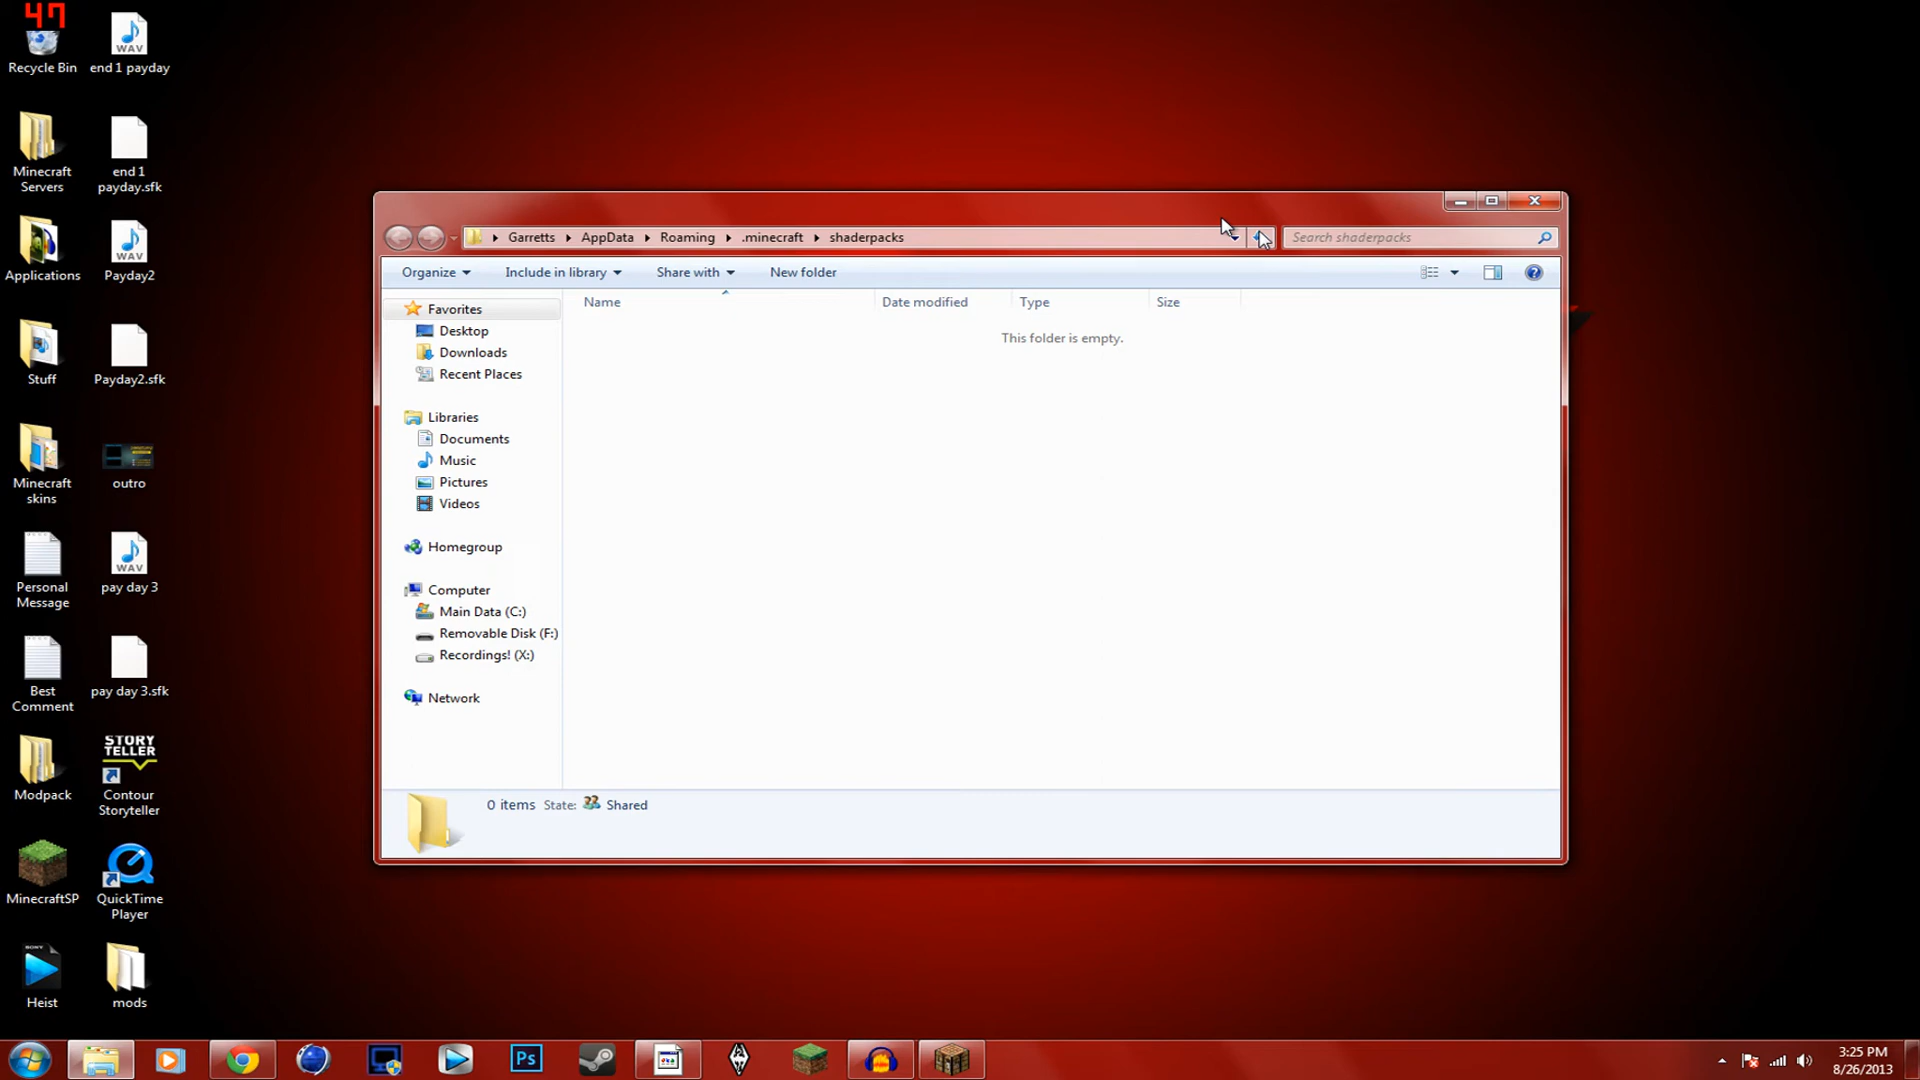 47
Recycle Bin
end 1 payday
Minecraft
Servers
end 1
payday.sfk
Applications
Payday2
Stuff
Payday2.sfk
Minecraft
skins
outro
Personal
Message
pay day 3
Best
Comment
pay day 3.sfk
Modpack
STORY
TELLER
Contour
Storyteller
MinecraftSP
QuickTime
Player
SONY
Heist
mods
WAV
WAV
WAV
Garretts
AppData
Roaming
.minecraft
shaderpacks
Search shaderpacks
Organize
Include in library
Share with
New folder
Name
Date modified
Type
Size
This folder is empty.
Favorites
Desktop
Downloads
Recent Places
Libraries
Documents
Music
Pictures
Videos
Homegroup
Computer
Main Data (C:)
Removable Disk (F:)
Recordings! (X:)
Network
0 items State: Shared
Ps
3:25 PM
8/26/2013